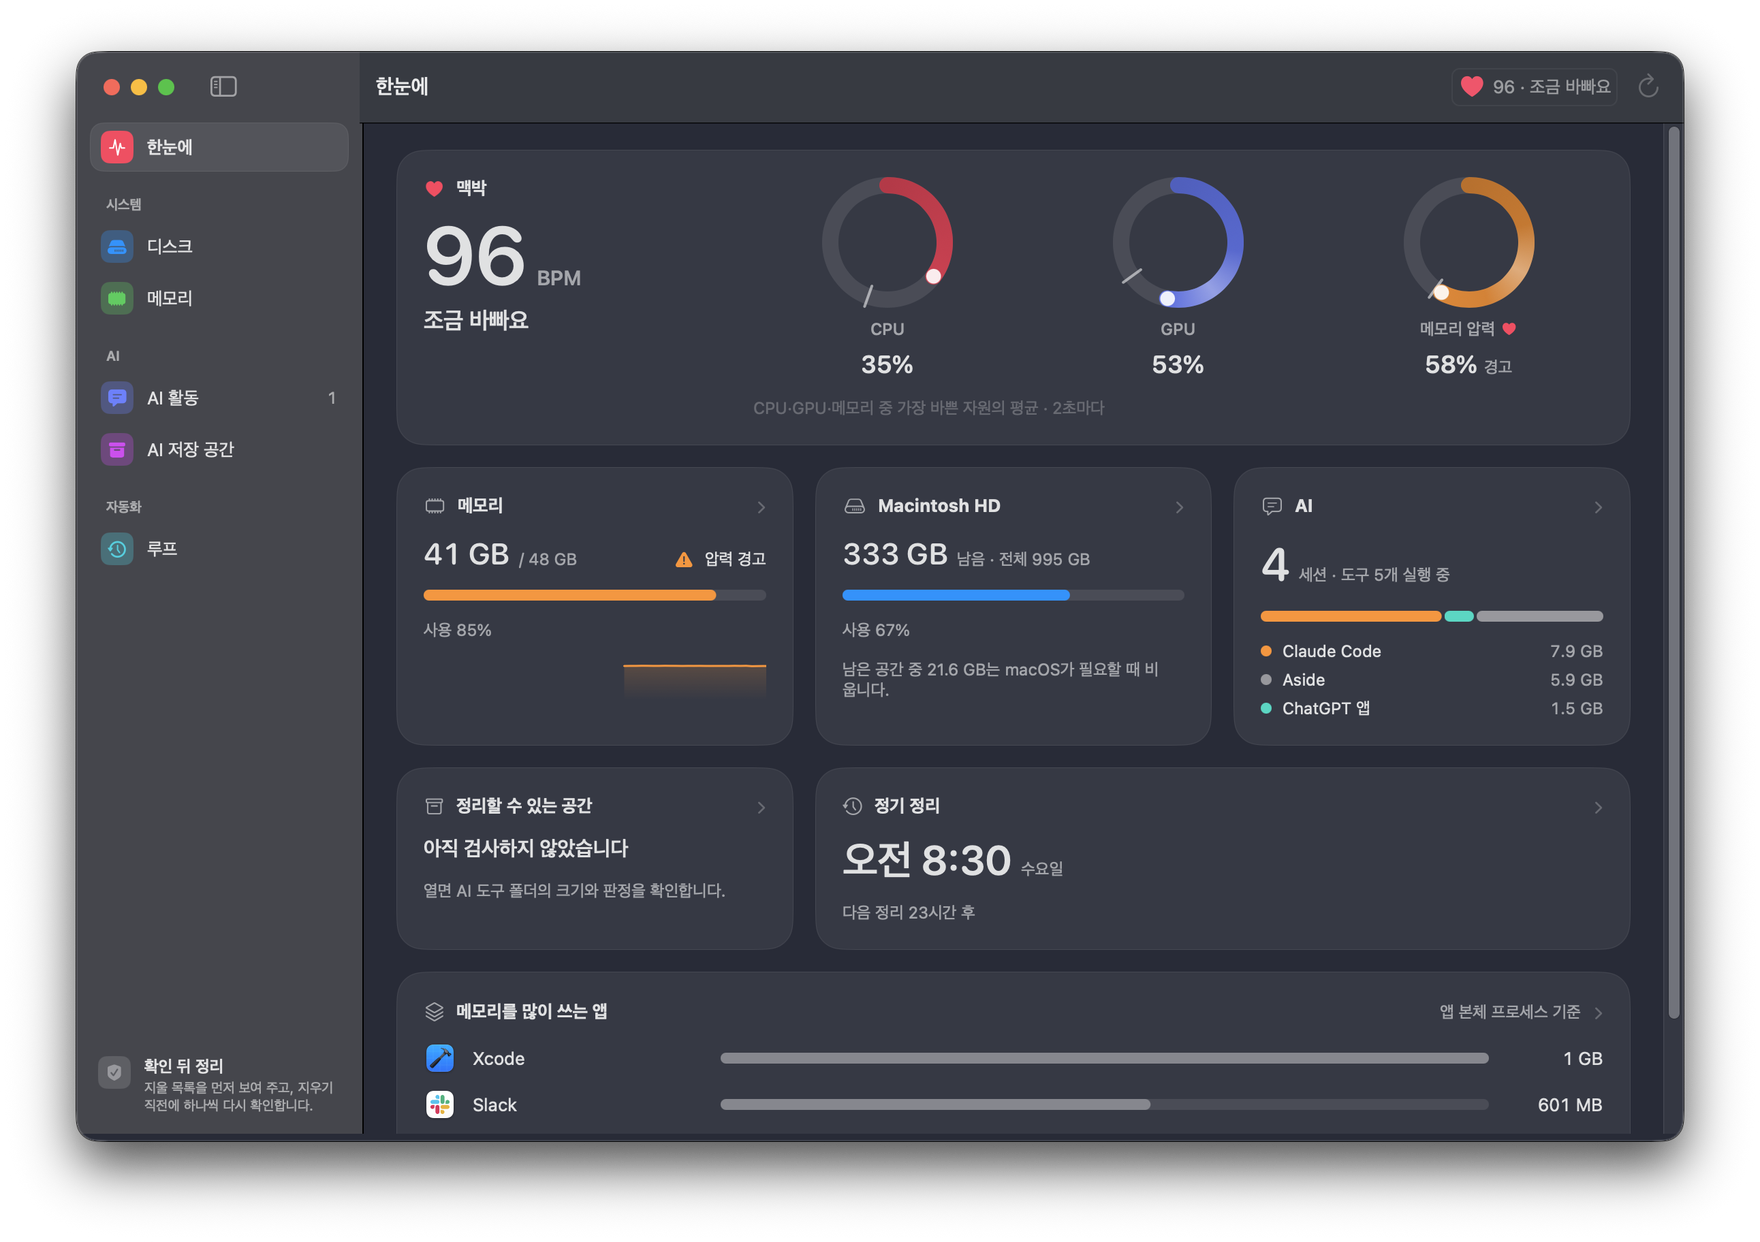 한눈에
96 · 조금 바빠요
한눈에
시스템
디스크
메모리
AI
AI 활동 1
AI 저장 공간
자동화
루프
확인 뒤 정리
지울 목록을 먼저 보여 주고, 지우기
직전에 하나씩 다시 확인합니다.
맥박
96 BPM
조금 바빠요
CPU
35%
GPU
53%
메모리 압력
58% 경고
CPU·GPU·메모리 중 가장 바쁜 자원의 평균 · 2초마다
메모리
41 GB / 48 GB
압력 경고
사용 85%
Macintosh HD
333 GB 남음 · 전체 995 GB
사용 67%
남은 공간 중 21.6 GB는 macOS가 필요할 때 비
웁니다.
AI
4 세션 · 도구 5개 실행 중
Claude Code 7.9 GB
Aside 5.9 GB
ChatGPT 앱 1.5 GB
정리할 수 있는 공간
아직 검사하지 않았습니다
열면 AI 도구 폴더의 크기와 판정을 확인합니다.
정기 정리
오전 8:30 수요일
다음 정리 23시간 후
메모리를 많이 쓰는 앱
앱 본체 프로세스 기준
Xcode 1 GB
Slack 601 MB